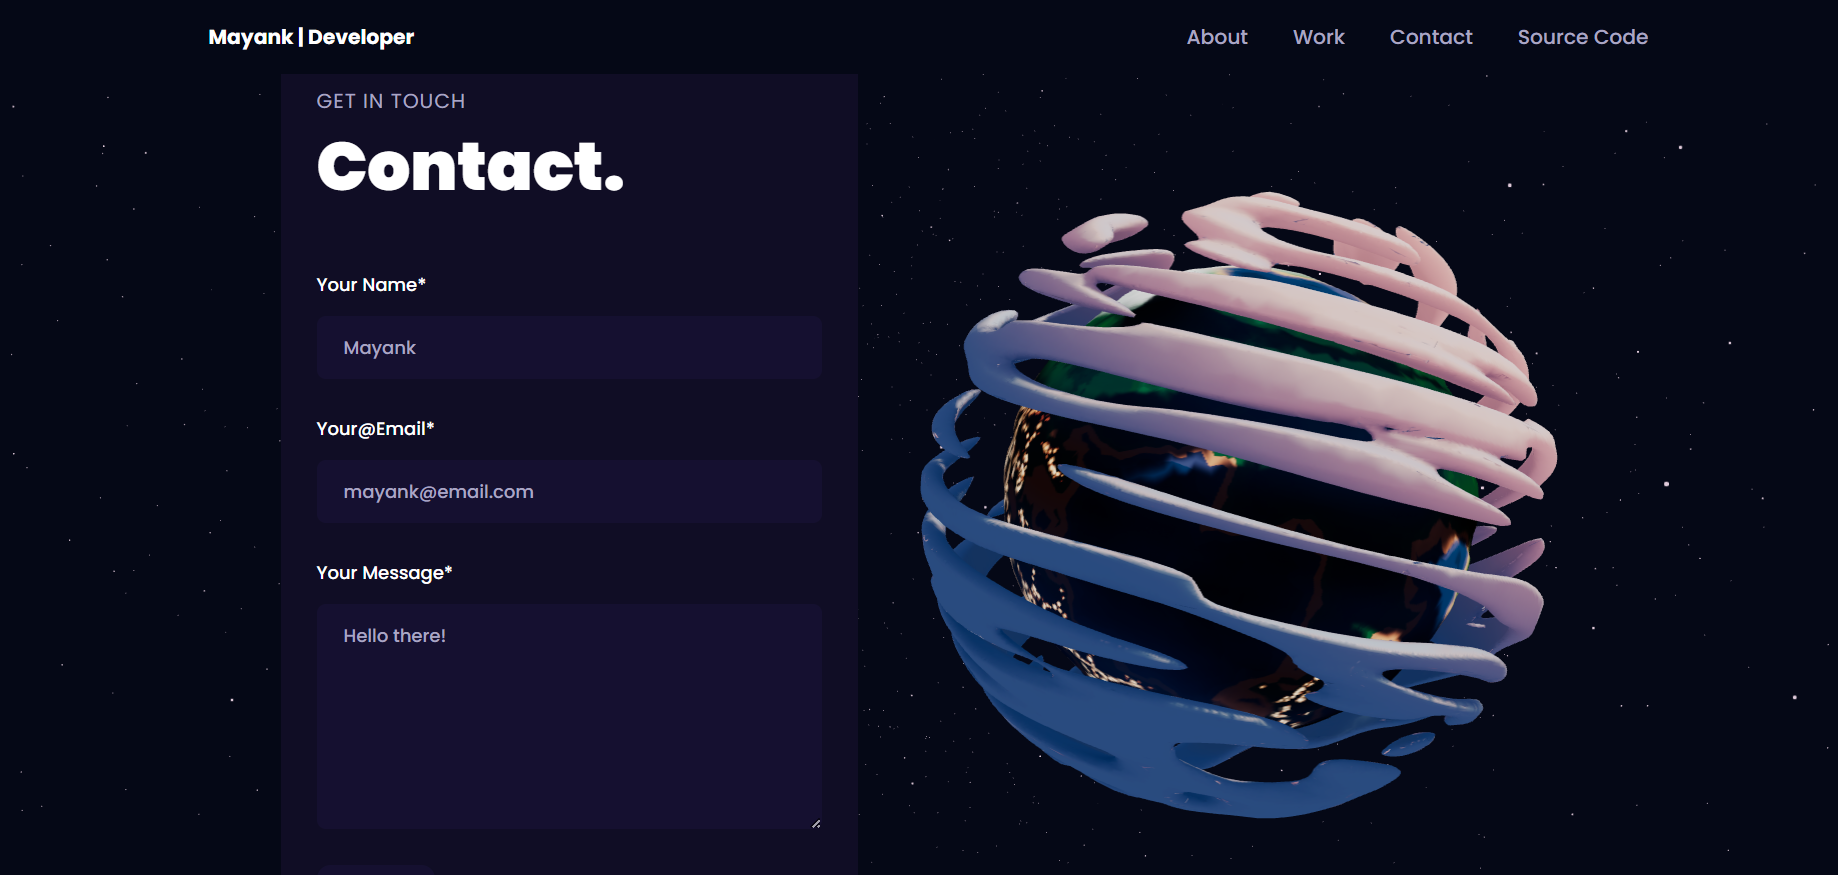 Mayank | Developer
About Work Contact Source Code
GET IN TOUCH
Contact.
Your Name*
Mayank
Your@Email*
mayank@email.com
Your Message*
Hello there!